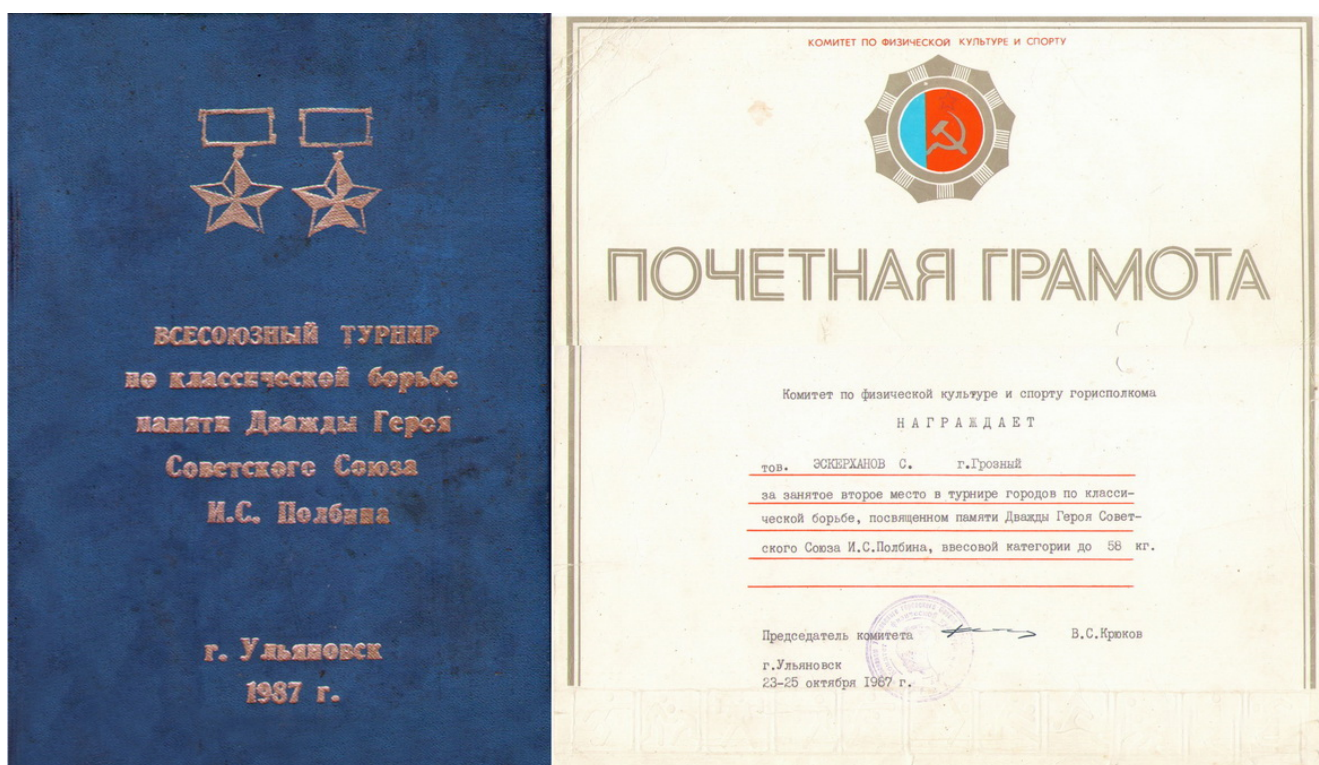 ВСЕСОЮЗНЫЙ ТУРНИР
по классической борьбе
памяти Дважды Героя
Советского Союза
И.С. Полбина
г. Ульяновск
1987 г.
КОМИТЕТ ПО ФИЗИЧЕСКОЙ КУЛЬТУРЕ И СПОРТУ
ПОЧЕТНАЯ ГРАМОТА
Комитет по физической культуре и спорту горисполкома
НАГРАЖДАЕТ
тов. ЭСКЕРХАНОВ С. г.Грозный
за занятое второе место в турнире городов по класси-
ческой борьбе, посвященном памяти Дважды Героя Совет-
ского Союза И.С.Полбина, ввесовой категории до 58 кг.
Председатель комитета В.С.Крюков
г.Ульяновск
23-25 октября I987 г.